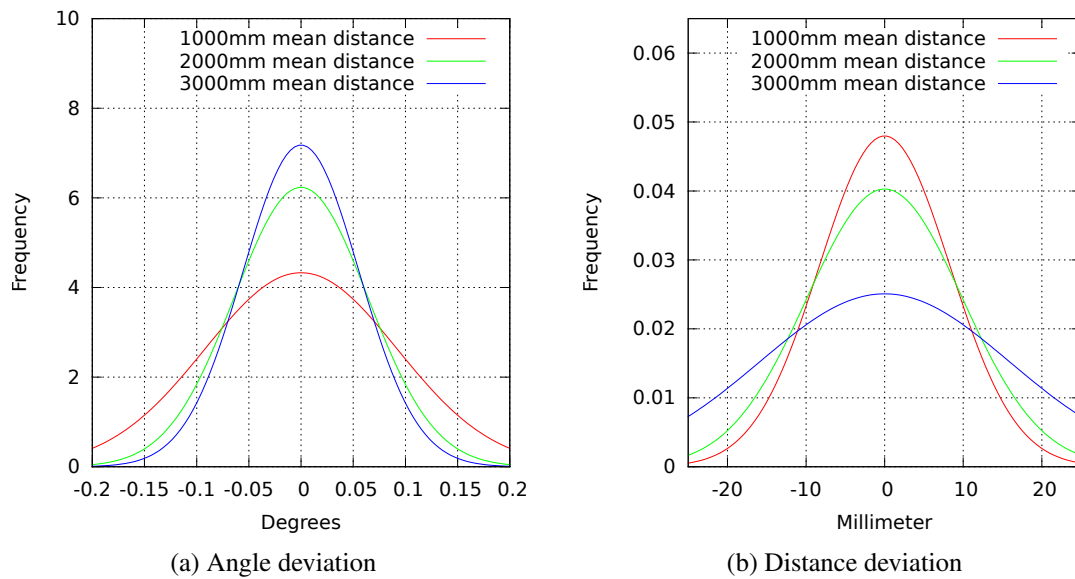 10
8
6
4
2
0
Frequency
1000mm mean distance
2000mm mean distance
3000mm mean distance
-0.2 -0.15 -0.1 -0.05 0 0.05 0.1 0.15 0.2
Degrees
(a) Angle deviation
0.06
0.05
0.04
0.03
0.02
0.01
0
Frequency
1000mm mean distance
2000mm mean distance
3000mm mean distance
-20 -10 0 10 20
Millimeter
(b) Distance deviation